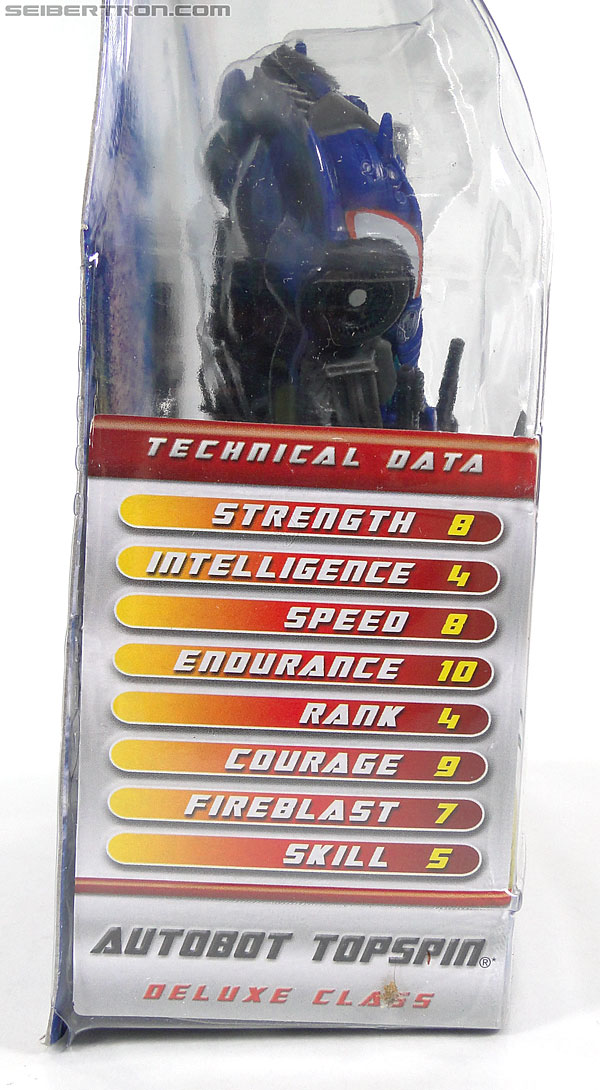 SEIBERTRON.COM
TECHNICAL DATA
STRENGTH 8
INTELLIGENCE 4
SPEED 8
ENDURANCE 10
RANK 4
COURAGE 9
FIREBLAST 7
SKILL 5
AUTOBOT TOPSPIN®*
DELUXE CLASS